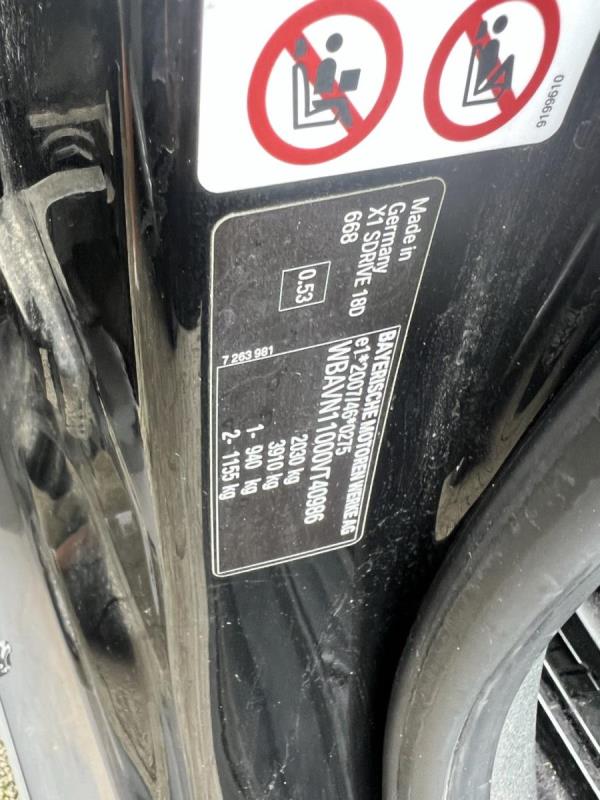 9199610
Made in
Germany
X1 SDRIVE 18D
668
0.53
7 263 981
BAYERISCHE MOTOREN WERKE AG
e1*2007/46*0275
WBAVN11000VT40986
2030 kg
3910 kg
1- 940 kg
2- 1155 kg